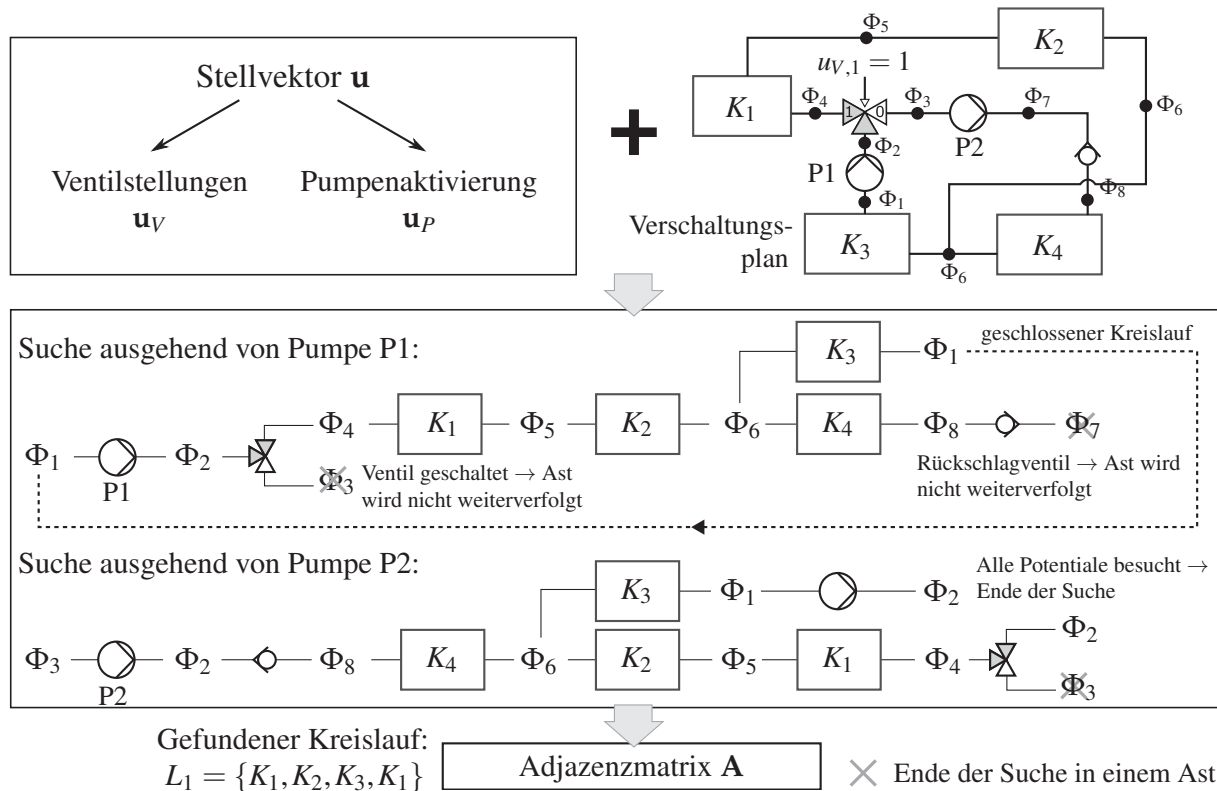 Stellvektor u
Ventilstellungen
u_V
Pumpenaktivierung
u_P
Φ5
K2
u_{V,1} = 1
K1
Φ4
1
0
Φ3
Φ7
Φ6
Φ2
P2
P1
Φ1
Φ8
Verschaltungs-
plan
K3
K4
Φ6
Suche ausgehend von Pumpe P1:
K3
Φ1
geschlossener Kreislauf
Φ4
K1
Φ5
K2
Φ6
K4
Φ8
Φ7
Φ1
P1
Φ2
Φ3
Ventil geschaltet → Ast
wird nicht weiterverfolgt
Rückschlagventil → Ast wird
nicht weiterverfolgt
Suche ausgehend von Pumpe P2:
K3
Φ1
Φ2
Alle Potentiale besucht →
Ende der Suche
Φ3
P2
Φ2
Φ8
K4
Φ6
K2
Φ5
K1
Φ4
Φ2
Φ3
Gefundener Kreislauf:
L1 = {K1, K2, K3, K1}
Adjazenzmatrix A
Ende der Suche in einem Ast